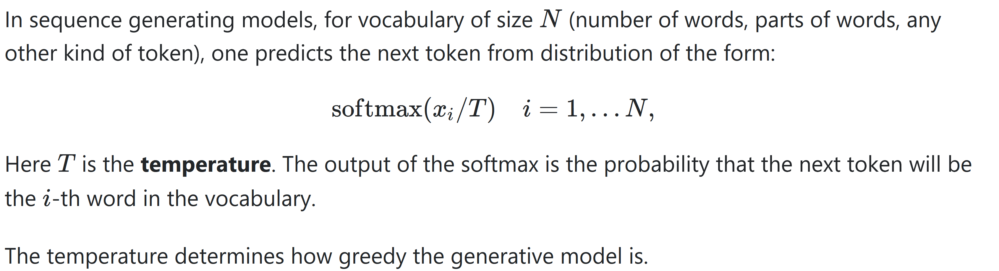 In sequence generating models, for vocabulary of size N (number of words, parts of words, any
other kind of token), one predicts the next token from distribution of the form:
softmax(x_i/T)   i = 1, … N,
Here T is the temperature. The output of the softmax is the probability that the next token will be
the i-th word in the vocabulary.
The temperature determines how greedy the generative model is.